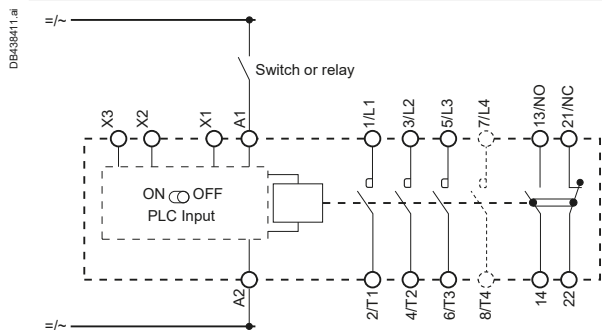 DB438411.ai
=/~
Switch or relay
X3
X2
X1
A1
1/L1
3/L2
5/L3
7/L4
13/NO
21/NC
ON OFF
PLC Input
A2
2/T1
4/T2
6/T3
8/T4
14
22
=/~